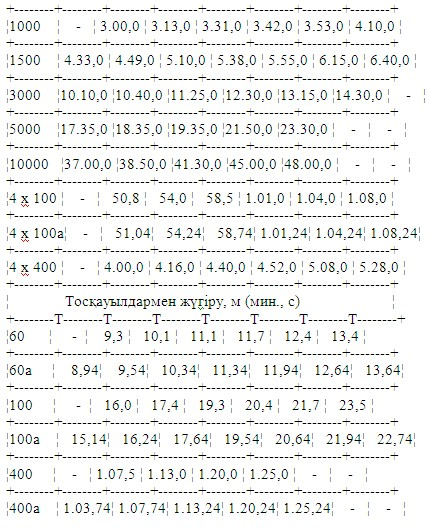 +--------+--------+--------+--------+--------+--------+--------+
¦1000 ¦ - ¦ 3.00,0¦ 3.13,0¦ 3.31,0¦ 3.42,0¦ 3.53,0¦ 4.10,0¦
+--------+--------+--------+--------+--------+--------+--------+
¦1500 ¦ 4.33,0¦ 4.49,0¦ 5.10,0¦ 5.38,0¦ 5.55,0¦ 6.15,0¦ 6.40,0¦
+--------+--------+--------+--------+--------+--------+--------+
¦3000 ¦10.10,0¦10.40,0¦11.25,0¦12.30,0¦13.15,0¦14.30,0¦ - ¦
+--------+--------+--------+--------+--------+--------+--------+
¦5000 ¦17.35,0¦18.35,0¦19.35,0¦21.50,0¦23.30,0¦ - ¦ - ¦
+--------+--------+--------+--------+--------+--------+--------+
¦10000 ¦37.00,0¦38.50,0¦41.30,0¦45.00,0¦48.00,0¦ - ¦ - ¦
+--------+--------+--------+--------+--------+--------+--------+
¦4 х 100 ¦ - ¦ 50,8¦ 54,0¦ 58,5¦ 1.01,0¦ 1.04,0¦ 1.08,0¦
+--------+--------+--------+--------+--------+--------+--------+
¦4 х 100а¦ - ¦ 51,04¦ 54,24¦ 58,74¦1.01,24¦1.04,24¦1.08,24¦
+--------+--------+--------+--------+--------+--------+--------+
¦4 х 400 ¦ - ¦ 4.00,0¦ 4.16,0¦ 4.40,0¦ 4.52,0¦ 5.08,0¦ 5.28,0¦
+--------+--------+--------+--------+--------+--------+--------+
¦ Тосқауылдармен жүгіру, м (мин., с) ¦
+--------Т--------Т--------Т--------Т--------Т--------Т--------+
¦60 ¦ - ¦ 9,3¦ 10,1¦ 11,1¦ 11,7¦ 12,4¦ 13,4¦
+--------+--------+--------+--------+--------+--------+--------+
¦60а ¦ 8,94¦ 9,54¦ 10,34¦ 11,34¦ 11,94¦ 12,64¦ 13,64¦
+--------+--------+--------+--------+--------+--------+--------+
¦100 ¦ - ¦ 16,0¦ 17,4¦ 19,3¦ 20,4¦ 21,7¦ 23,5¦
+--------+--------+--------+--------+--------+--------+--------+
¦100а ¦ 15,14¦ 16,24¦ 17,64¦ 19,54¦ 20,64¦ 21,94¦ 22,74¦
+--------+--------+--------+--------+--------+--------+--------+
¦400 ¦ - ¦ 1.07,5¦ 1.13,0¦ 1.20,0¦ 1.25,0¦ - ¦ - ¦
+--------+--------+--------+--------+--------+--------+--------+
¦400а ¦1.03,74¦1.07,74¦1.13,24¦1.20,24¦1.25,24¦ - ¦ - ¦